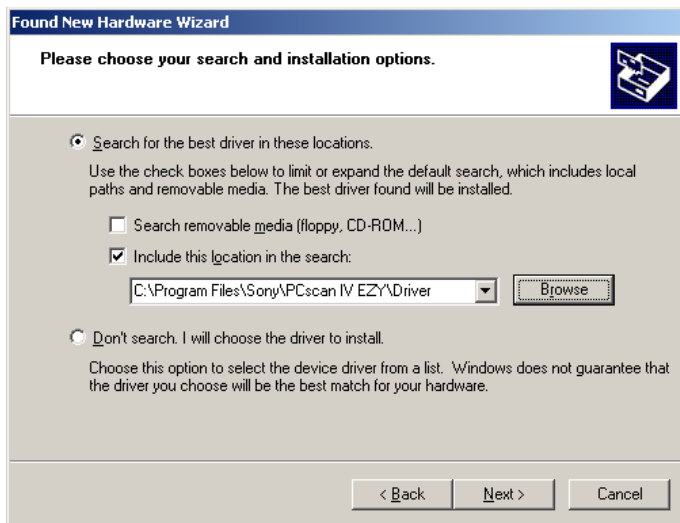 Found New Hardware Wizard
Please choose your search and installation options.
Search for the best driver in these locations.
Use the check boxes below to limit or expand the default search, which includes local
paths and removable media. The best driver found will be installed.
Search removable media (floppy, CD-ROM...)
Include this location in the search:
C:\Program Files\Sony\PCscan IV EZY\Driver
Browse
Don't search. I will choose the driver to install.
Choose this option to select the device driver from a list. Windows does not guarantee that
the driver you choose will be the best match for your hardware.
< Back
Next >
Cancel